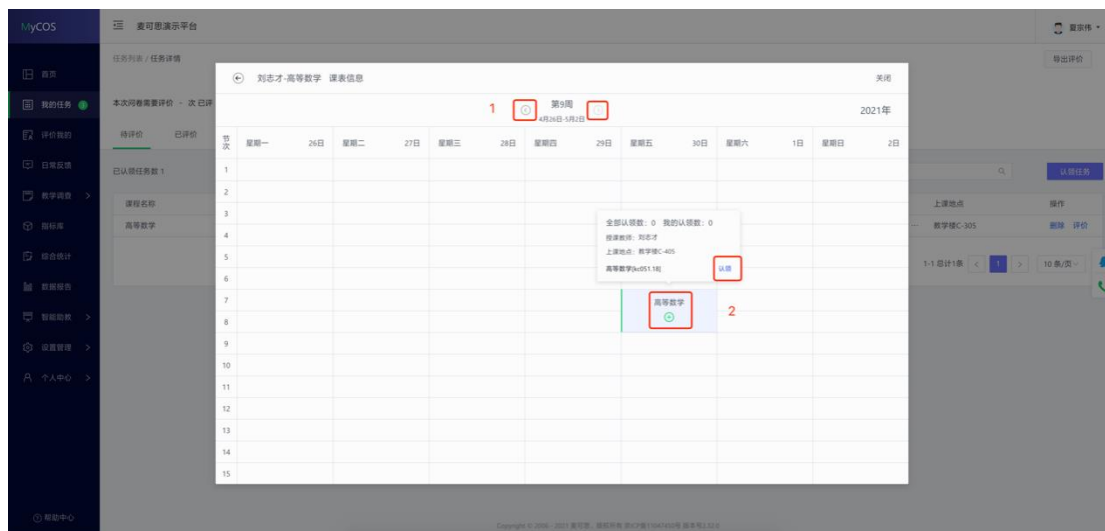 MyCOS
麦可思演示平台
夏宗伟
任务列表 / 任务详情
导出评价
首页
我的任务
评价我的
日常反馈
教学调查
指标库
综合统计
数据报告
智能助教
设置管理
个人中心
帮助中心
本次问卷需要评价 - 次 已评
待评价 已评价
已认领任务数 1
认领任务
课程名称
上课地点 操作
高等数学
教学楼C-305 删除 评价
1-1 总计1条 < 1 > 10 条/页
刘志才-高等数学 课表信息 关闭
1
第9周
4月26日-5月2日
2021年
节次 星期一 26日 星期二 27日 星期三 28日 星期四 29日 星期五 30日 星期六 1日 星期日 2日
1
2
3
4
5
6
7
8
9
10
11
12
13
14
15
全部认领数：0 我的认领数：0
授课教师：刘志才
上课地点：教学楼C-405
高等数学[kc051.18] 认领
高等数学
2